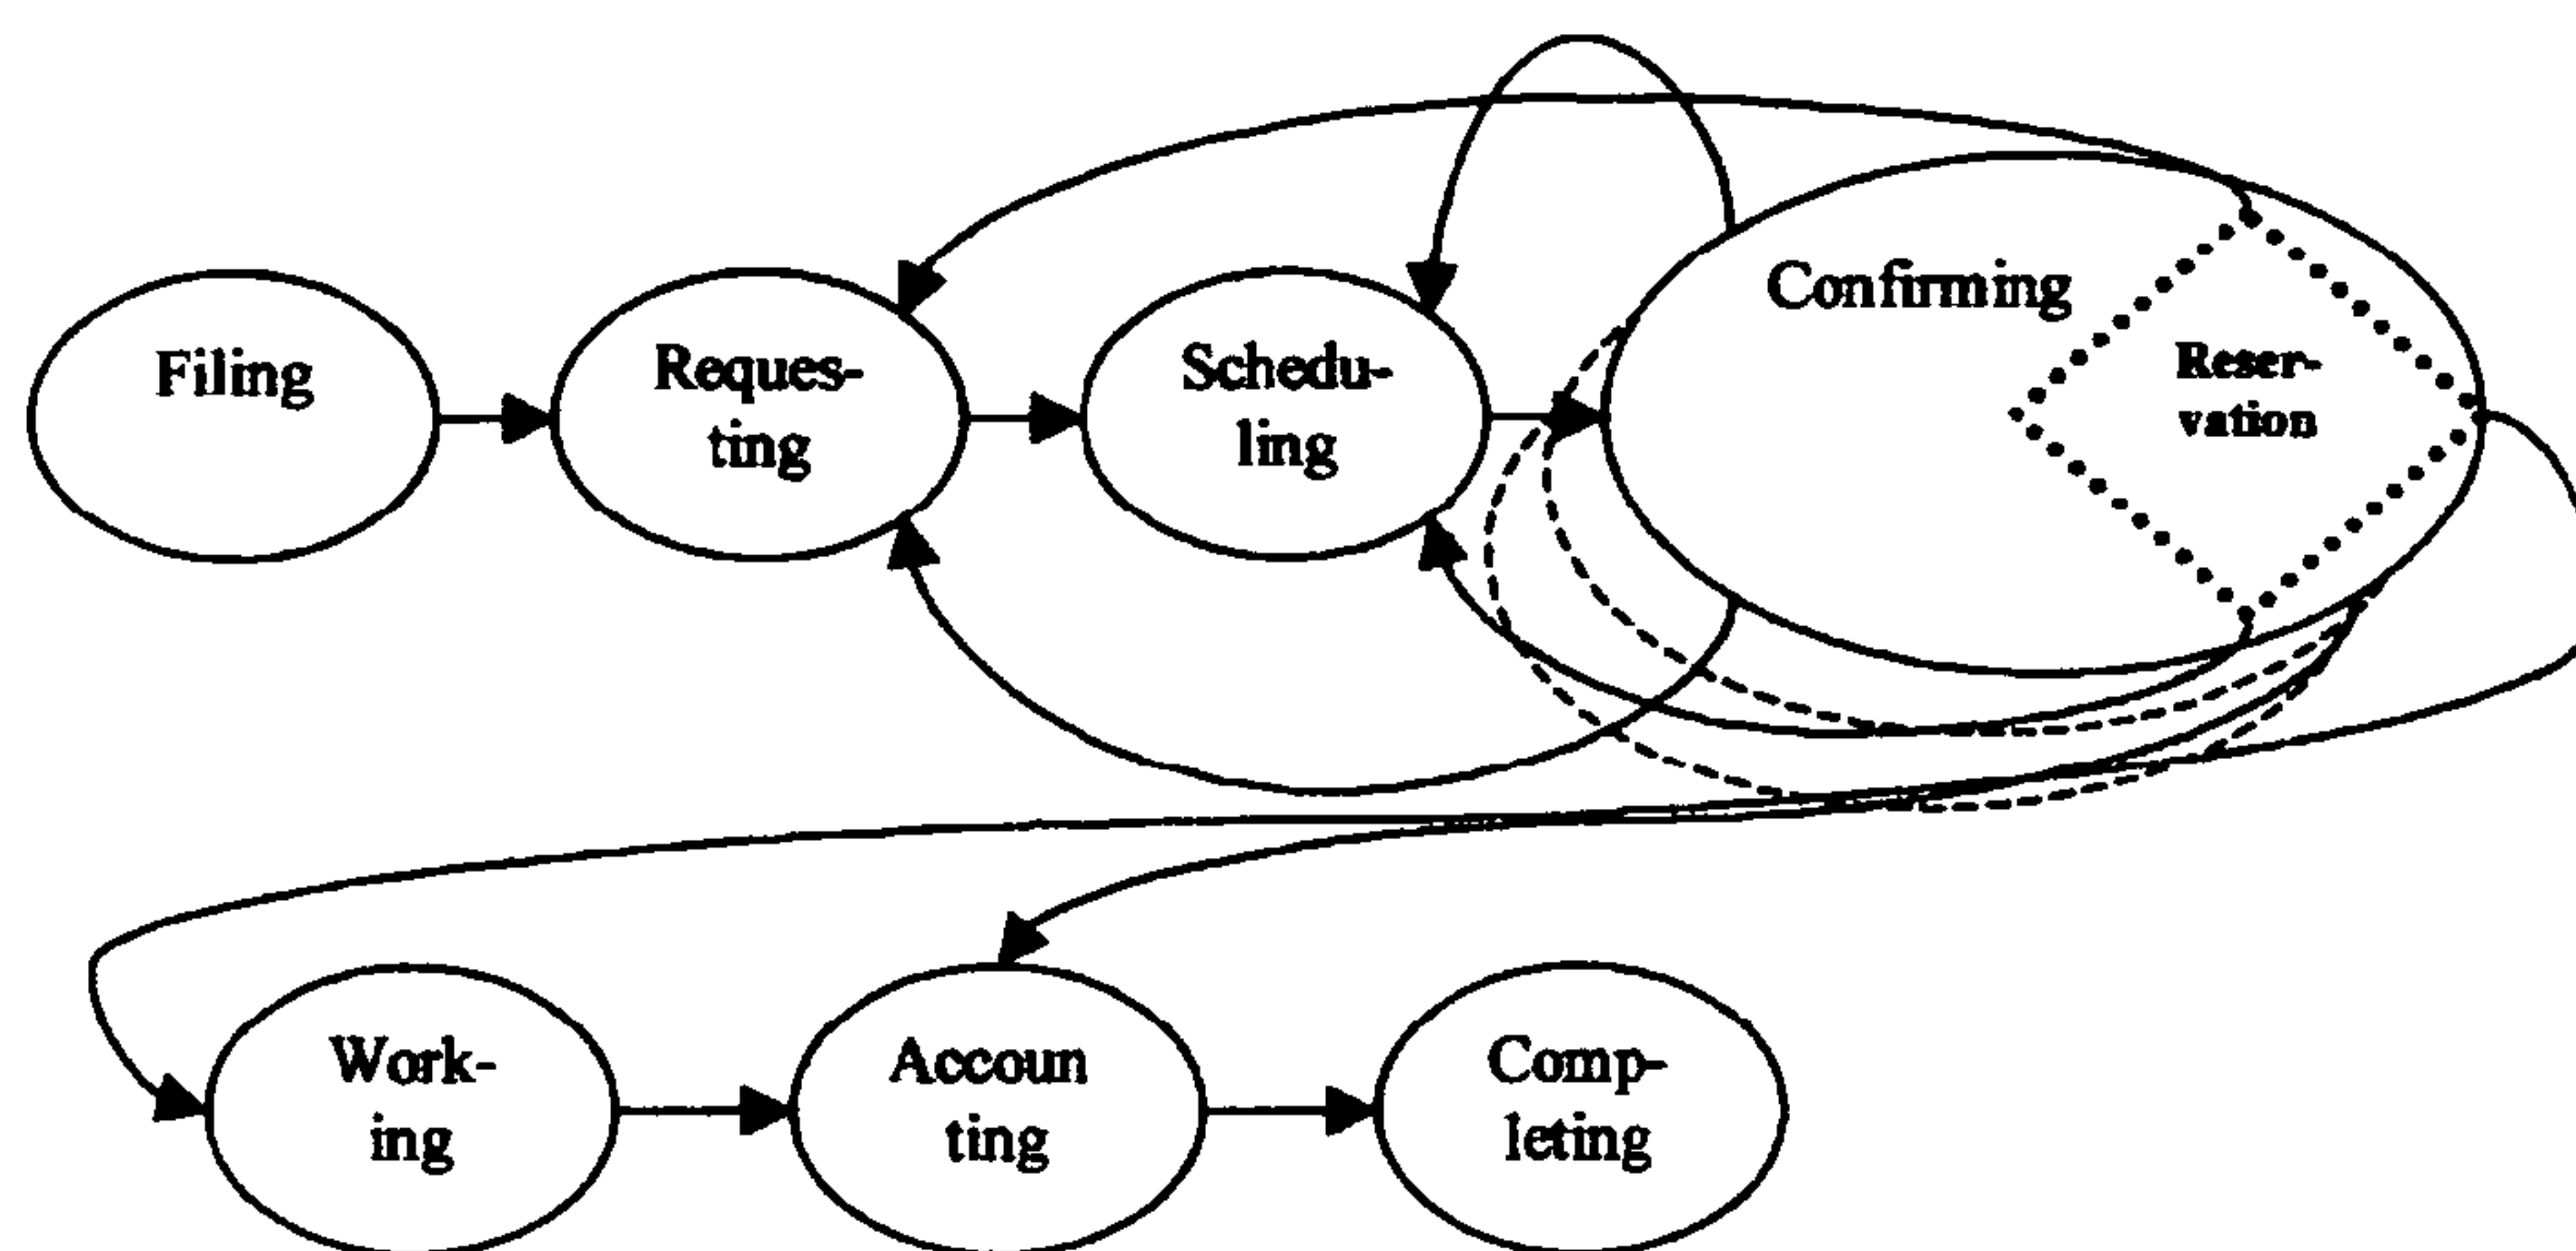 Filing
Reques-
ting
Schedu-
ling
Confirming
Reser-
vation
Work-
ing
Accoun
ting
Comp-
leting